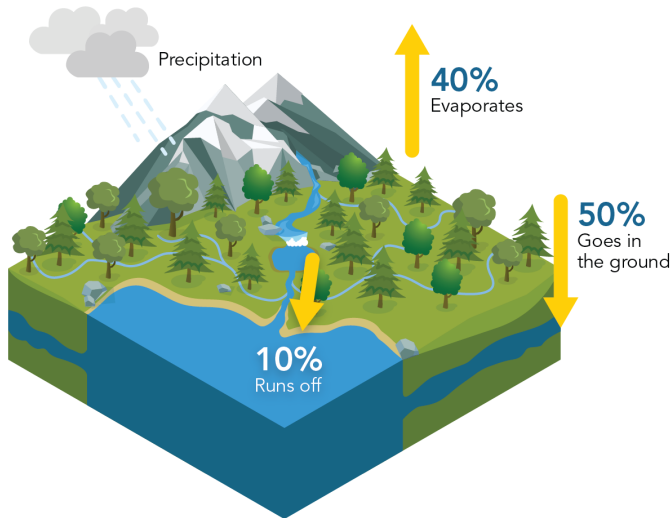 Precipitation
40%
Evaporates
50%
Goes in
the ground
10%
Runs off